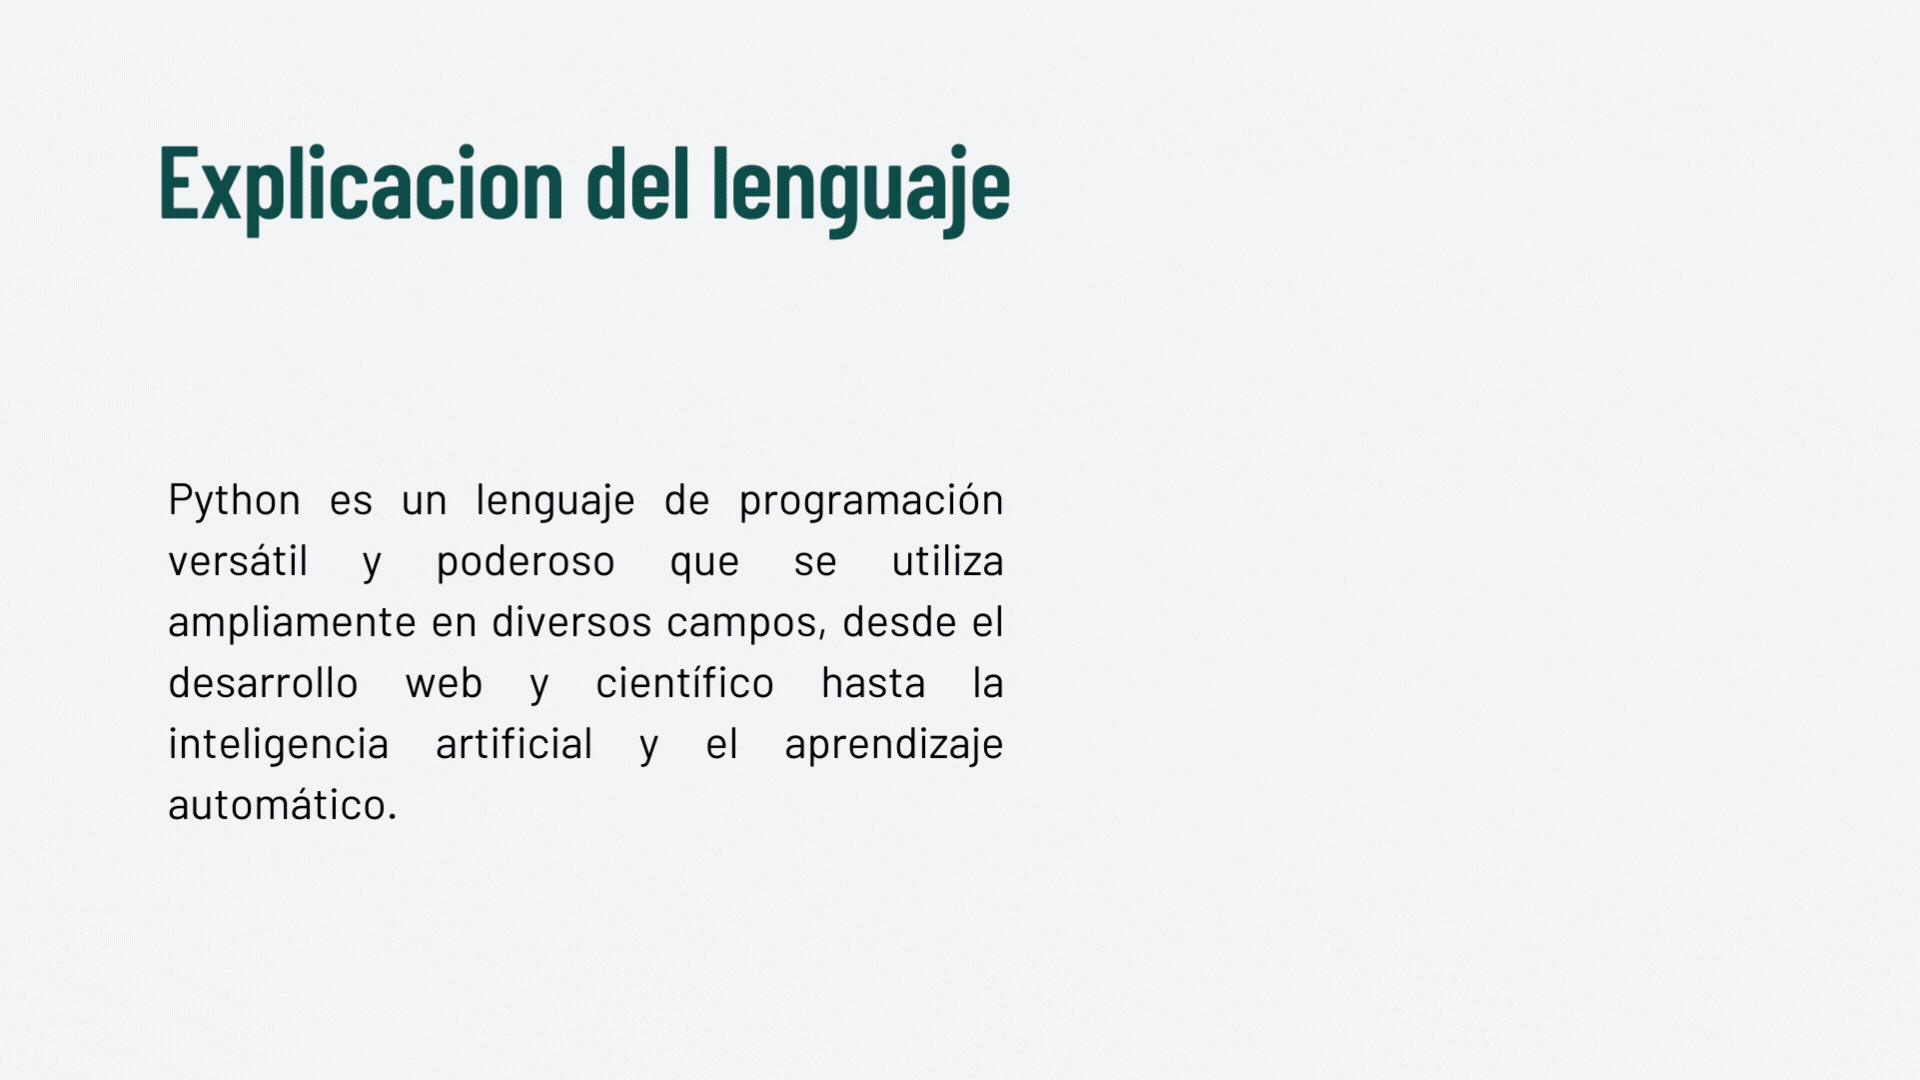 Explicacion del lenguaje
Python es un lenguaje de programación
versátil y poderoso que se utiliza
ampliamente en diversos campos, desde el
desarrollo web y científico hasta la
inteligencia artificial y el aprendizaje
automático.